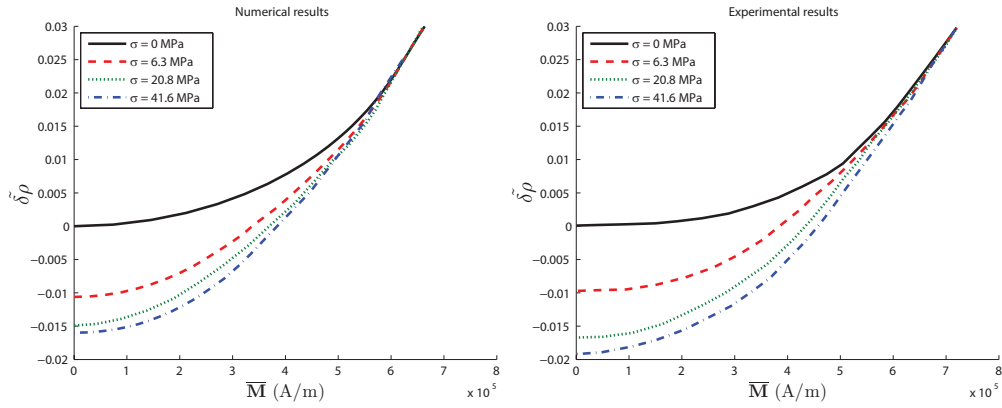 Numerical results
0.03
0.025
0.02
0.015
0.01
0.005
0
−0.005
−0.01
−0.015
−0.02
δ̃ρ
σ = 0 MPa
σ = 6.3 MPa
σ = 20.8 MPa
σ = 41.6 MPa
0 1 2 3 4 5 6 7 8
x 10⁵
M̅ (A/m)
Experimental results
0.03
0.025
0.02
0.015
0.01
0.005
0
−0.005
−0.01
−0.015
−0.02
δ̃ρ
σ = 0 MPa
σ = 6.3 MPa
σ = 20.8 MPa
σ = 41.6 MPa
0 1 2 3 4 5 6 7 8
x 10⁵
M̅ (A/m)